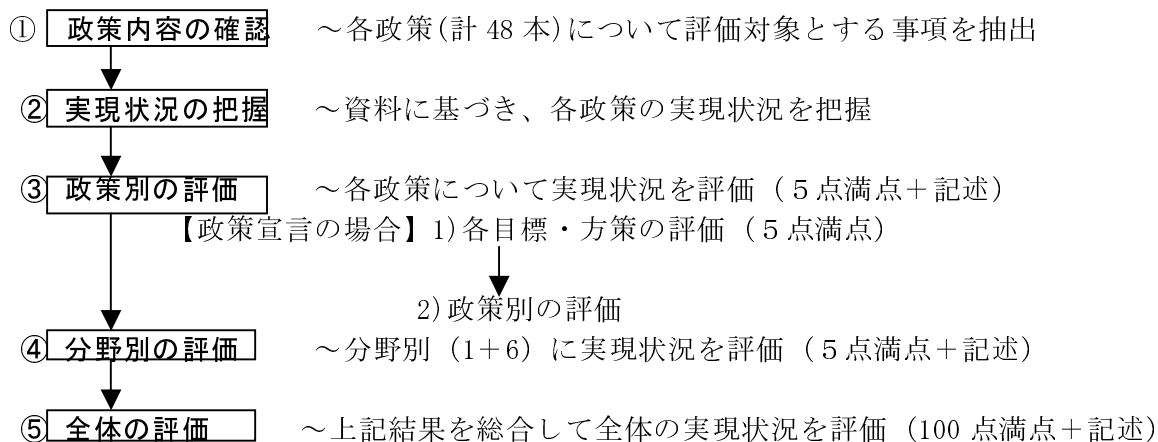 ① 政策内容の確認 ～各政策(計 48 本)について評価対象とする事項を抽出
② 実現状況の把握 ～資料に基づき、各政策の実現状況を把握
③ 政策別の評価 ～各政策について実現状況を評価（５点満点＋記述）
【政策宣言の場合】1)各目標・方策の評価（５点満点）
2)政策別の評価
④ 分野別の評価 ～分野別（1＋6）に実現状況を評価（５点満点＋記述）
⑤ 全体の評価 ～上記結果を総合して全体の実現状況を評価（100 点満点＋記述）